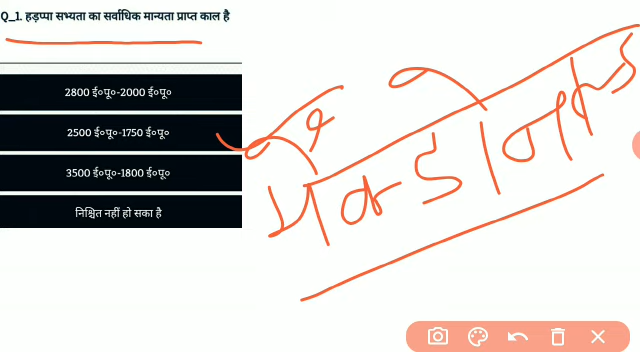 Q_1. हड़प्पा सभ्यता का सर्वाधिक मान्यता प्राप्त काल है
2800 ई०पू०-2000 ई०पू०
2500 ई०पू०-1750 ई०पू०
3500 ई०पू०-1800 ई०पू०
निश्चित नहीं हो सका है